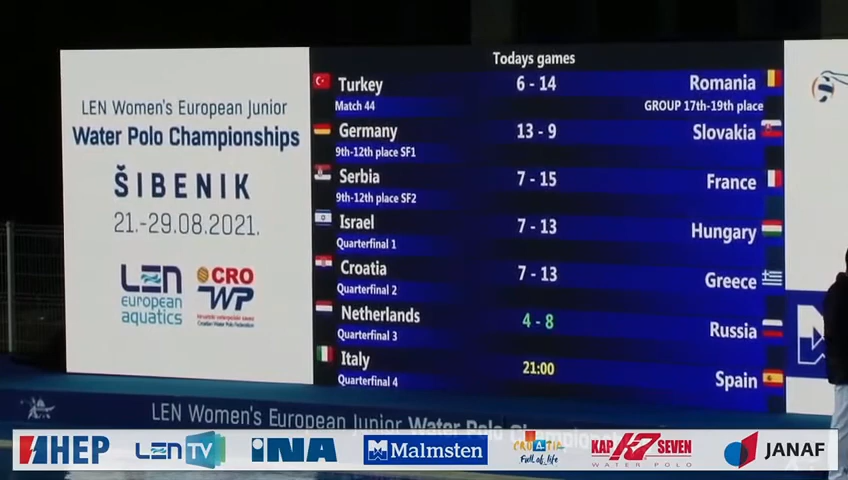 LEN Women's European Junior
Water Polo Championships
ŠIBENIK
21.-29.08.2021.
LEN
european
aquatics
CRO
WP
Todays games
Turkey 6 - 14 Romania
Match 44 GROUP 17th-19th place
Germany 13 - 9 Slovakia
9th-12th place SF1
Serbia 7 - 15 France
9th-12th place SF2
Israel 7 - 13 Hungary
Quarterfinal 1
Croatia 7 - 13 Greece
Quarterfinal 2
Netherlands 4 - 8 Russia
Quarterfinal 3
Italy 21:00 Spain
Quarterfinal 4
LEN Women's European Junior Water Polo Championships
HEP LEN TV INA Malmsten CROATIA Full of life KAP K7 SEVEN WATER POLO JANAF